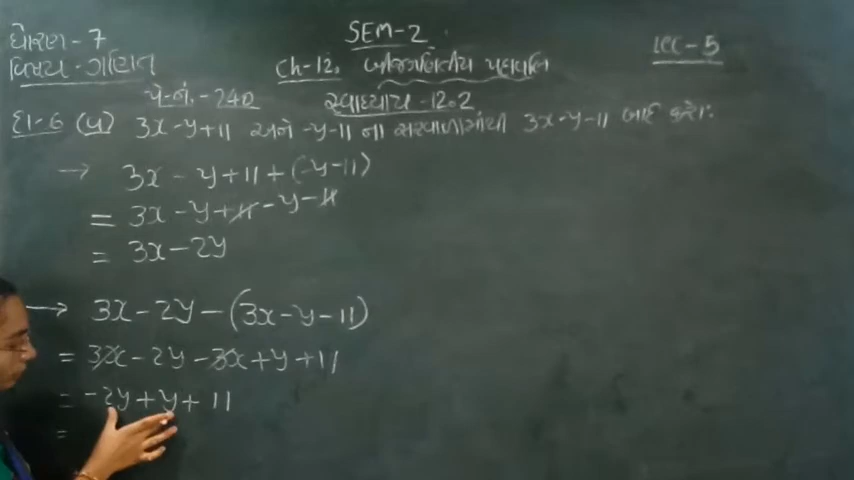 ધોરણ - 7
SEM-2
Lec - 5
વિષય - ગણિત
Ch-12. બીજગણિતીય પદાવલિ
પે.નં. - 240
સ્વાધ્યાય - 12.2
દા-6 (પ) 3x-y+11 અને -y-11 ના સરવાળામાંથી 3x-y-11 બાદ કરો:
→ 3x - y + 11 + (-y-11)
= 3x - y + 11 - y - 11
= 3x - 2y
→ 3x - 2y - (3x - y - 11)
= 3x - 2y - 3x + y + 11
= -2y + y + 11
=